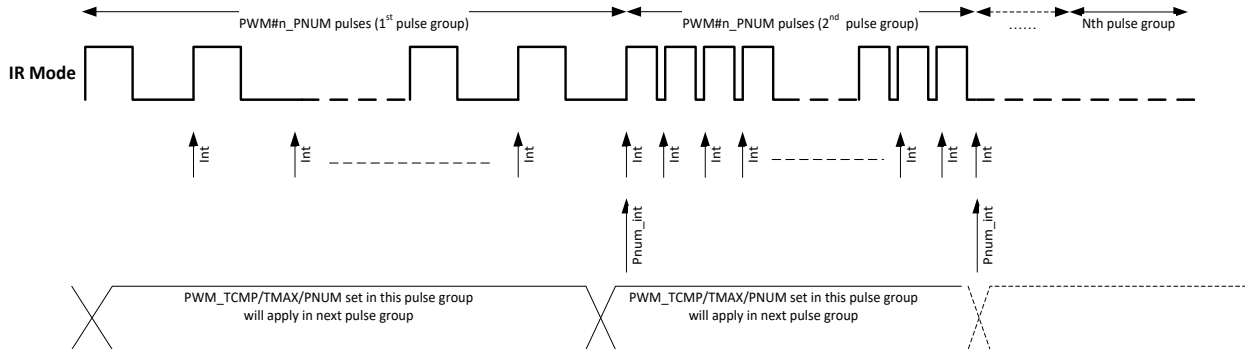 PWM#n_PNUM pulses (1st pulse group)
PWM#n_PNUM pulses (2nd pulse group)
......
Nth pulse group
IR Mode
Int
Int
Int
Int
Int
Int
Int
Int
Int
Int
Pnum_int
Pnum_int
PWM_TCMP/TMAX/PNUM set in this pulse group
will apply in next pulse group
PWM_TCMP/TMAX/PNUM set in this pulse group
will apply in next pulse group